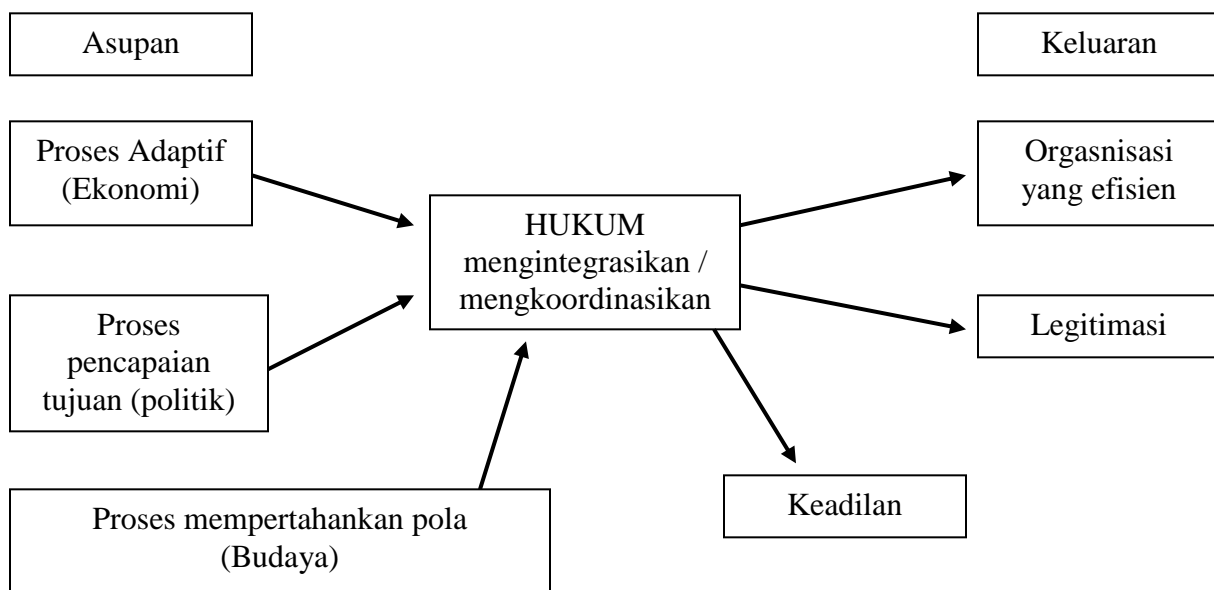 Asupan
Keluaran
Proses Adaptif
(Ekonomi)
Orgasnisasi
yang efisien
HUKUM
mengintegrasikan /
mengkoordinasikan
Proses
pencapaian
tujuan (politik)
Legitimasi
Keadilan
Proses mempertahankan pola
(Budaya)